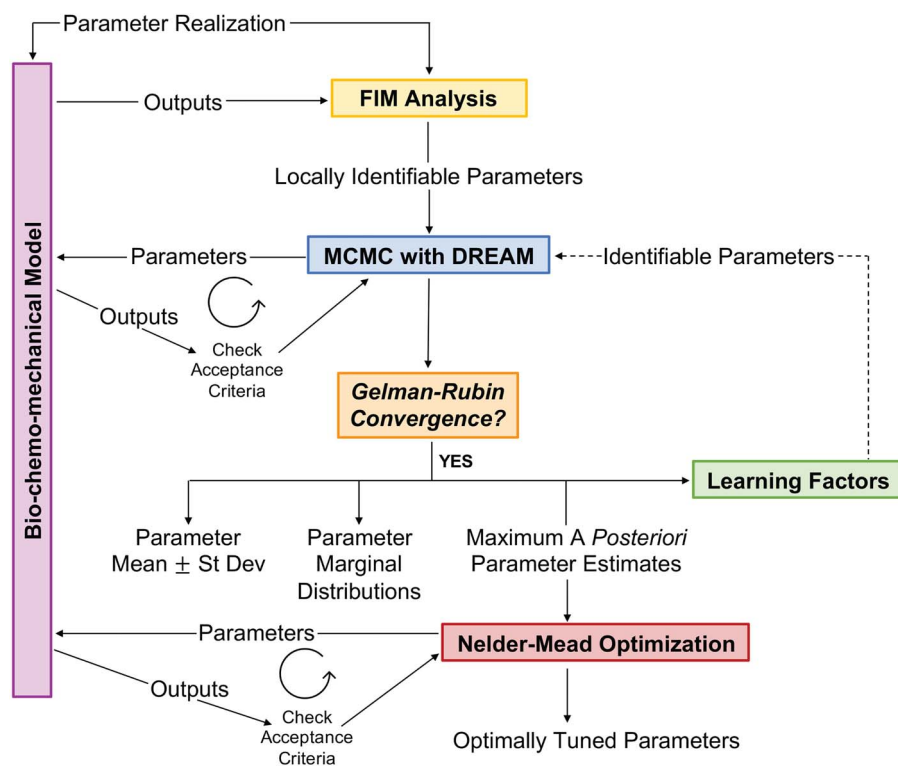 Parameter Realization
Outputs
FIM Analysis
Locally Identifiable Parameters
Bio-chemo-mechanical Model
Parameters
MCMC with DREAM
Identifiable Parameters
Outputs
Check
Acceptance
Criteria
Gelman-Rubin
Convergence?
YES
Learning Factors
Parameter
Mean ± St Dev
Parameter
Marginal
Distributions
Maximum A Posteriori
Parameter Estimates
Parameters
Nelder-Mead Optimization
Outputs
Check
Acceptance
Criteria
Optimally Tuned Parameters